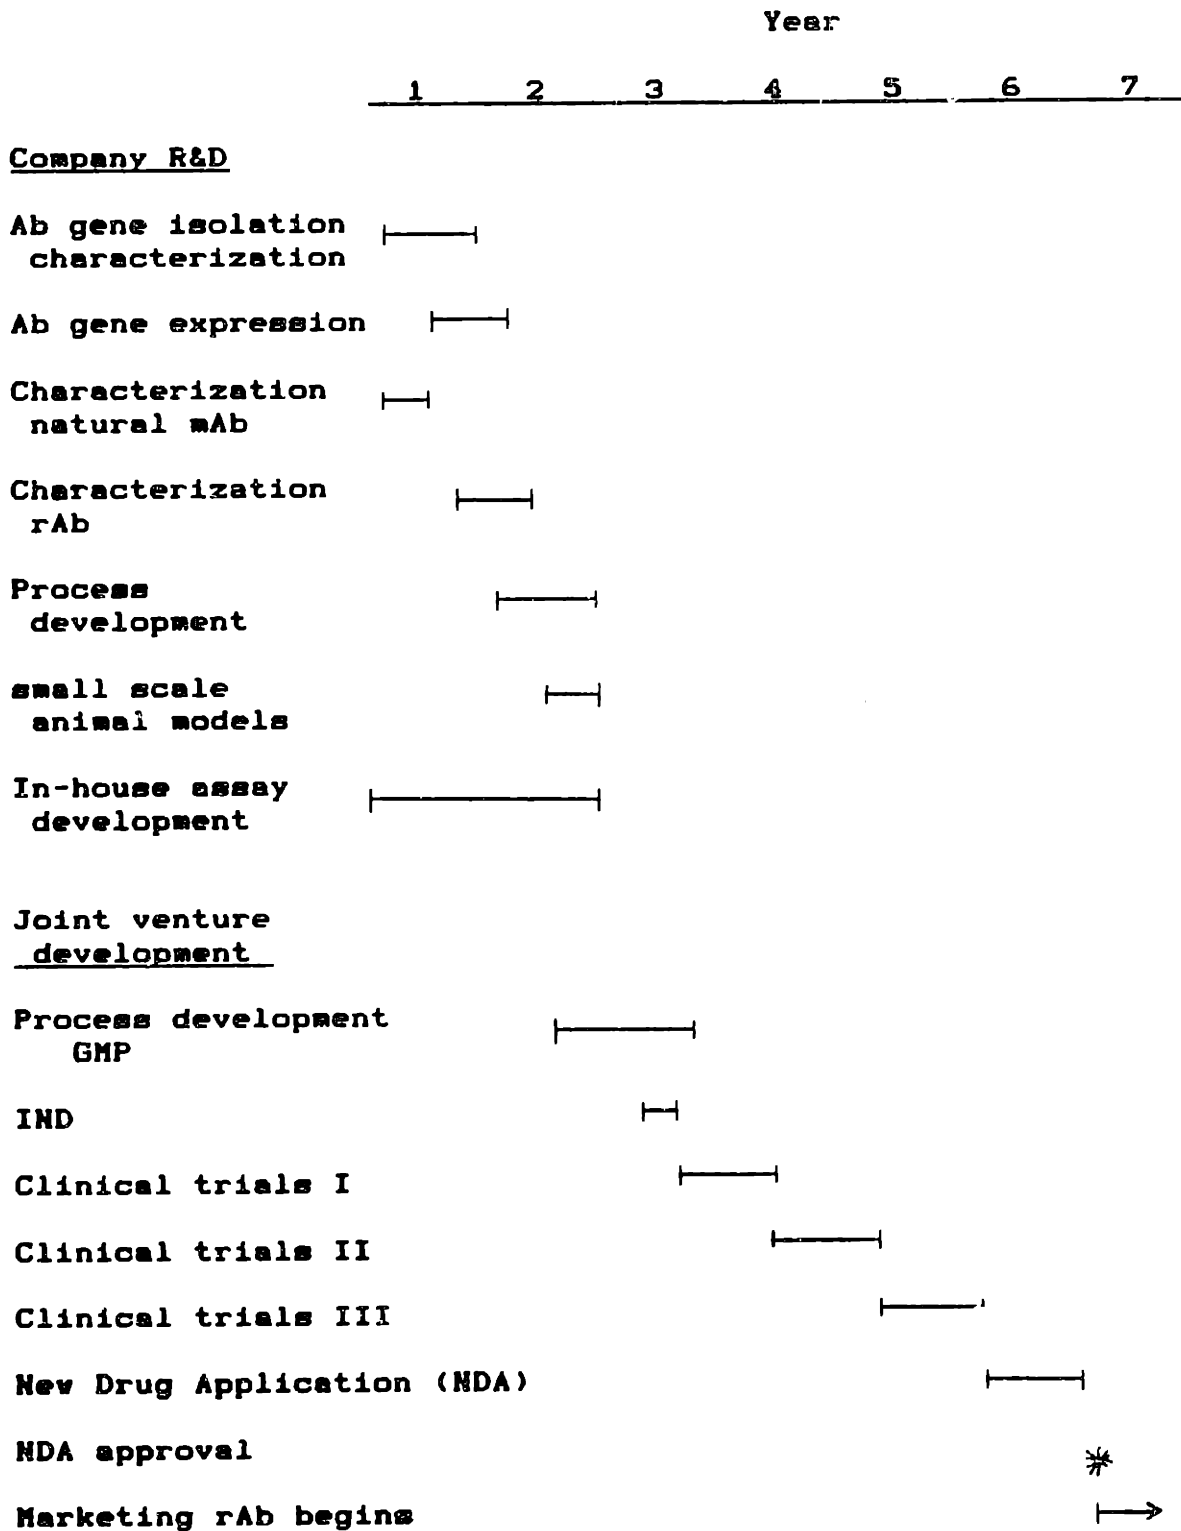 Year
1 2 3 4 5 6 7
Company R&D
Ab gene isolation
characterization
Ab gene expression
Characterization
natural mAb
Characterization
rAb
Process
development
small scale
animal models
In-house assay
development
Joint venture
development
Process development
GMP
IND
Clinical trials I
Clinical trials II
Clinical trials III
New Drug Application (NDA)
NDA approval
Marketing rAb begins